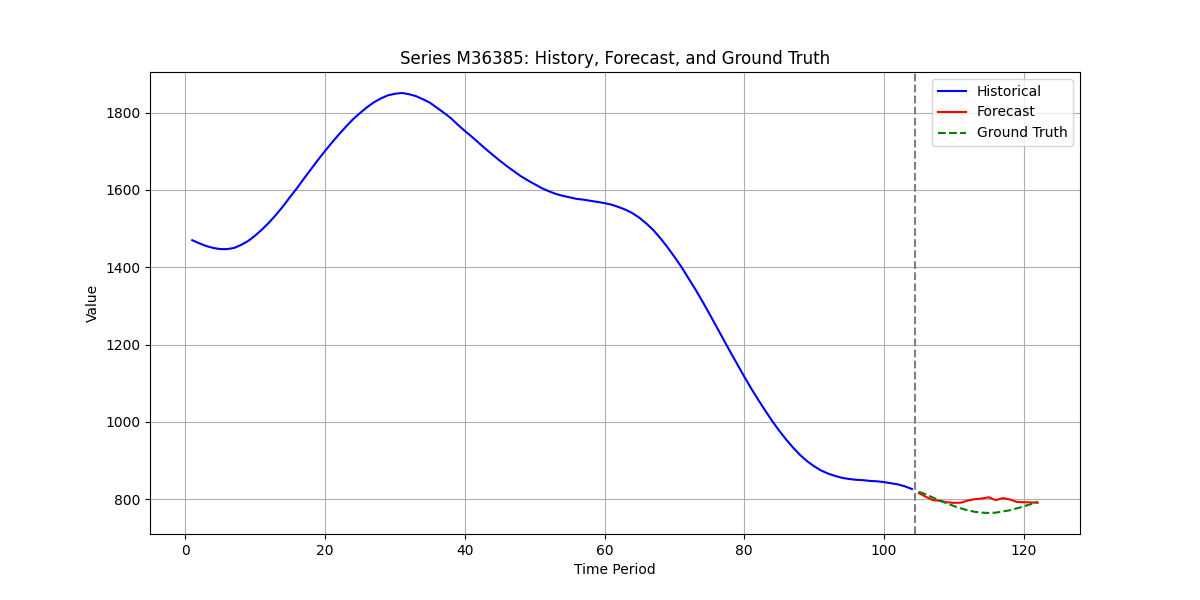 Series M36385: History, Forecast, and Ground Truth
Historical
Forecast
Ground Truth
Value
1800
1600
1400
1200
1000
800
0 20 40 60 80 100 120
Time Period